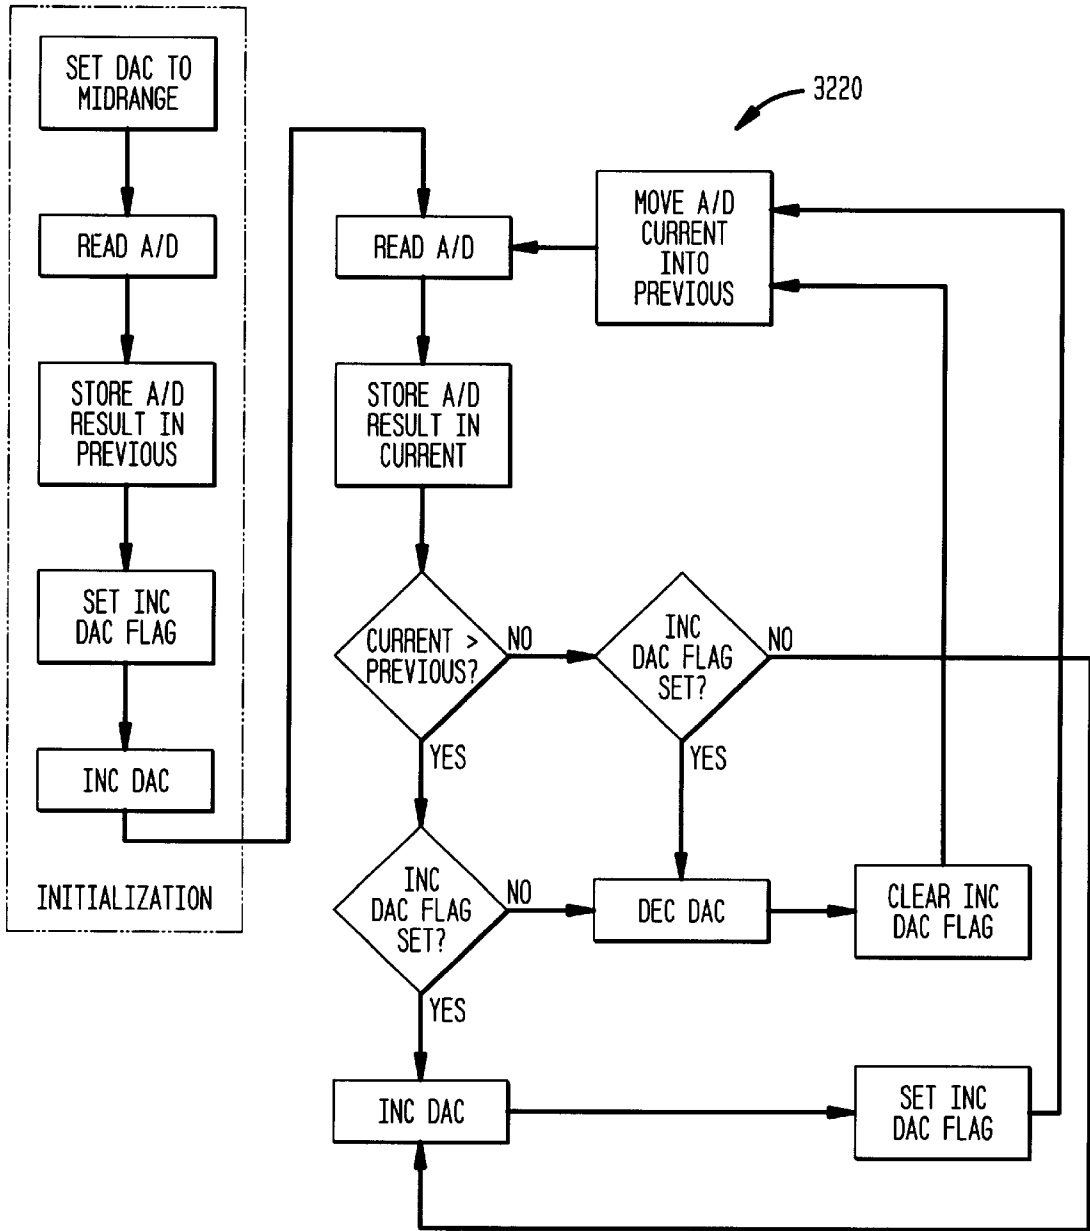 SET DAC TO
MIDRANGE
READ A/D
STORE A/D
RESULT IN
PREVIOUS
SET INC
DAC FLAG
INC DAC
INITIALIZATION
3220
READ A/D
MOVE A/D
CURRENT
INTO
PREVIOUS
STORE A/D
RESULT IN
CURRENT
CURRENT >
PREVIOUS?
NO
YES
INC
DAC FLAG
SET?
NO
YES
INC
DAC FLAG
SET?
NO
YES
DEC DAC
CLEAR INC
DAC FLAG
INC DAC
SET INC
DAC FLAG